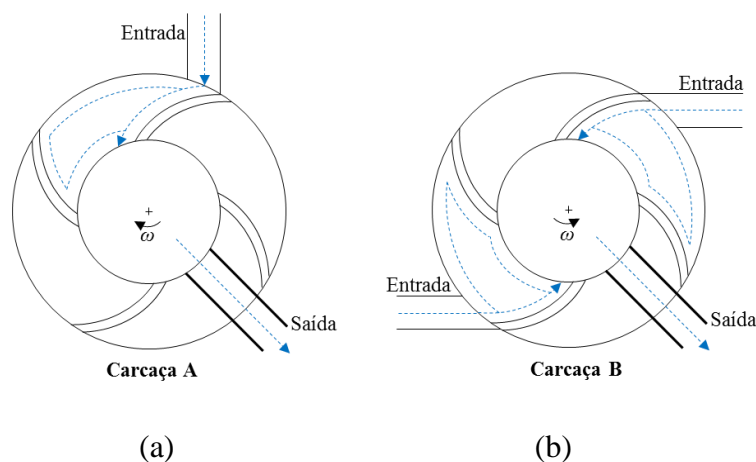 Entrada
+
ω
Saída
Carcaça A
(a)
Entrada
+
ω
Entrada
Saída
Carcaça B
(b)